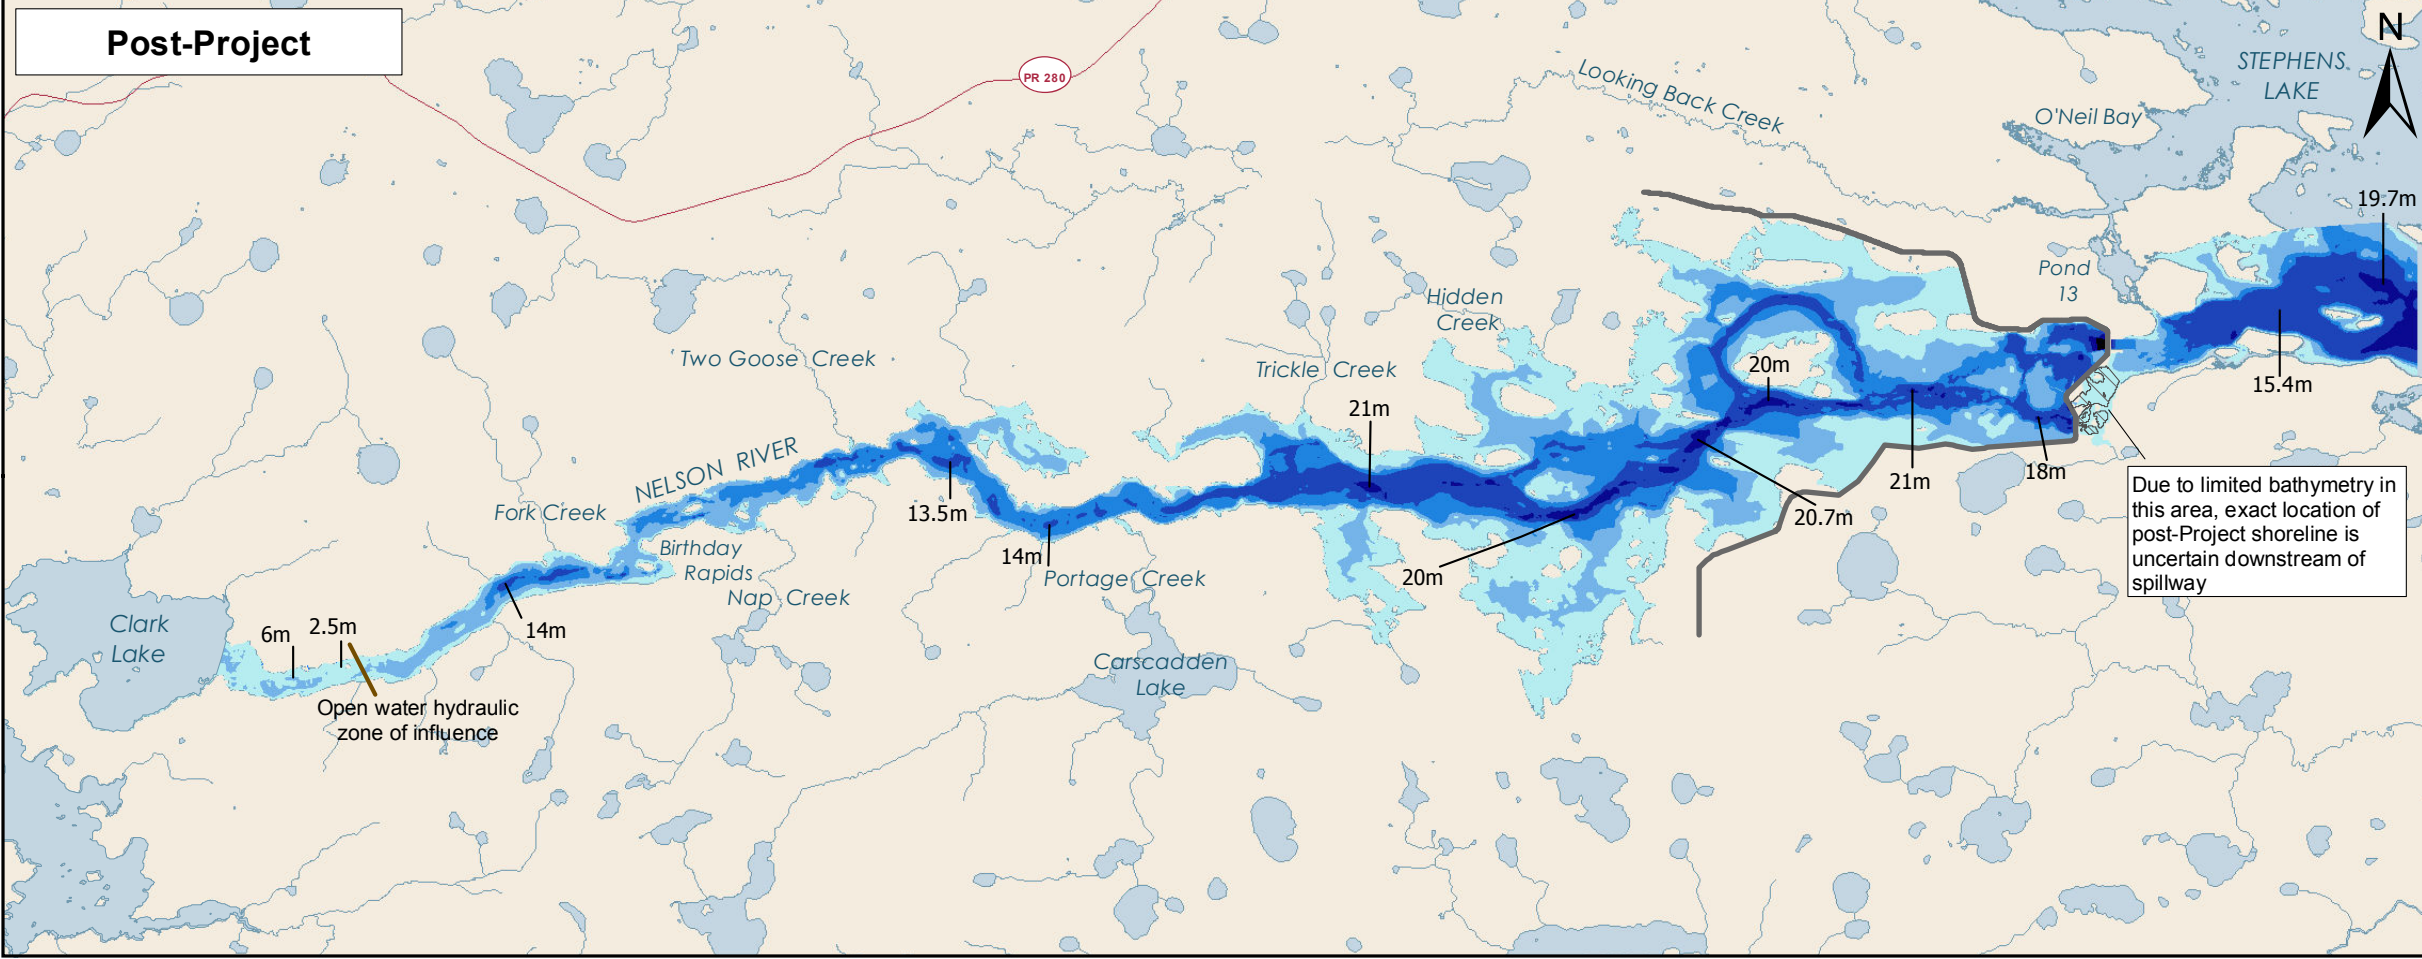 Post-Project
N
PR 280
STEPHENS
LAKE
O'Neil Bay
Looking Back Creek
19.7m
Pond
13
Hidden
Creek
Two Goose Creek
Trickle Creek
20m
15.4m
21m
NELSON RIVER
Fork Creek
13.5m
21m
18m
20.7m
Due to limited bathymetry in
this area, exact location of
post-Project shoreline is
uncertain downstream of
spillway
Birthday
Rapids
14m
Portage Creek
20m
Nap Creek
Clark
Lake
6m
2.5m
14m
Carscadden
Lake
Open water hydraulic
zone of influence